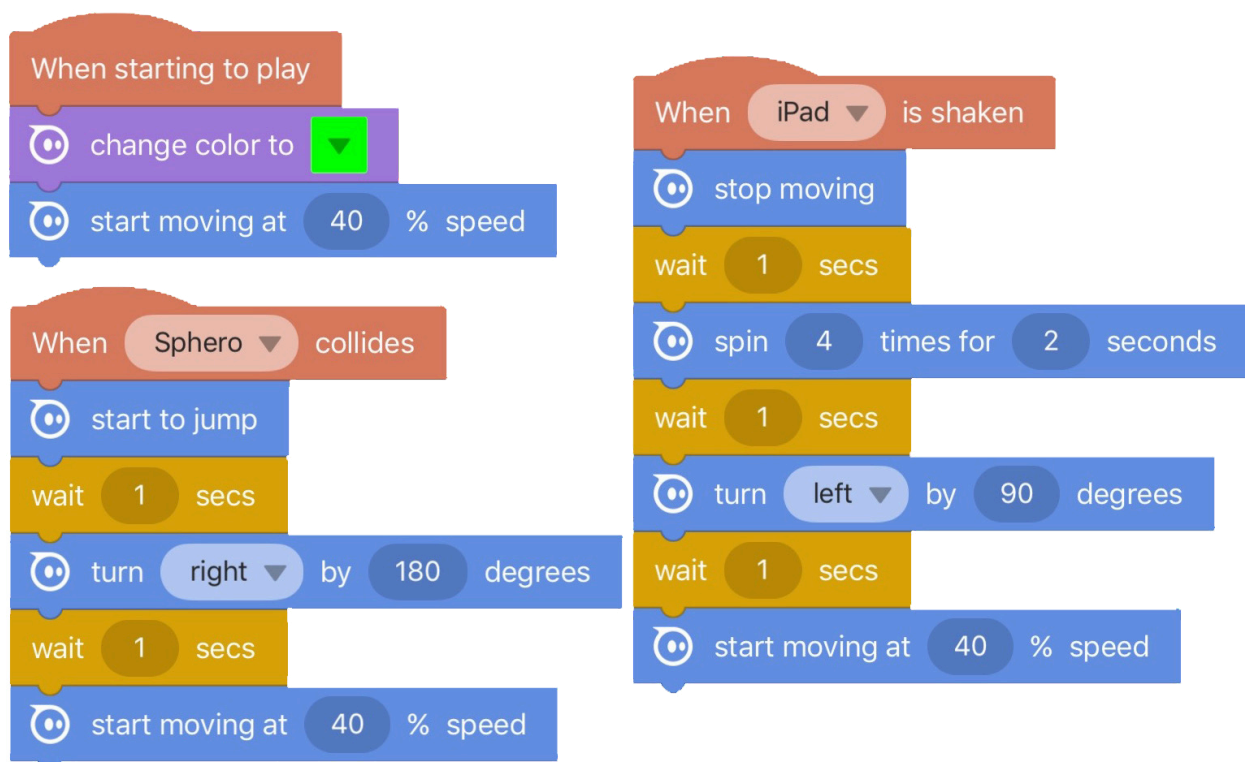 When starting to play
change color to
start moving at 40 % speed
When Sphero collides
start to jump
wait 1 secs
turn right by 180 degrees
wait 1 secs
start moving at 40 % speed
When iPad is shaken
stop moving
wait 1 secs
spin 4 times for 2 seconds
wait 1 secs
turn left by 90 degrees
wait 1 secs
start moving at 40 % speed